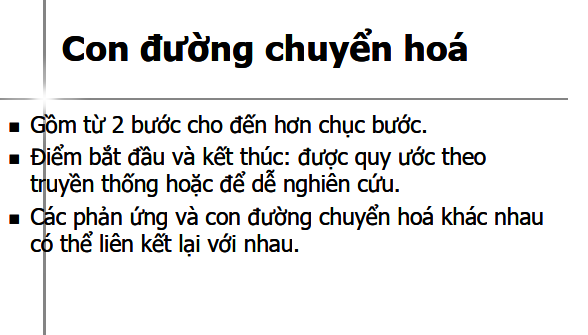 Con đường chuyển hoá
▪ Gồm từ 2 bước cho đến hơn chục bước.
▪ Điểm bắt đầu và kết thúc: được quy ước theo
truyền thống hoặc để dễ nghiên cứu.
▪ Các phản ứng và con đường chuyển hoá khác nhau
có thể liên kết lại với nhau.